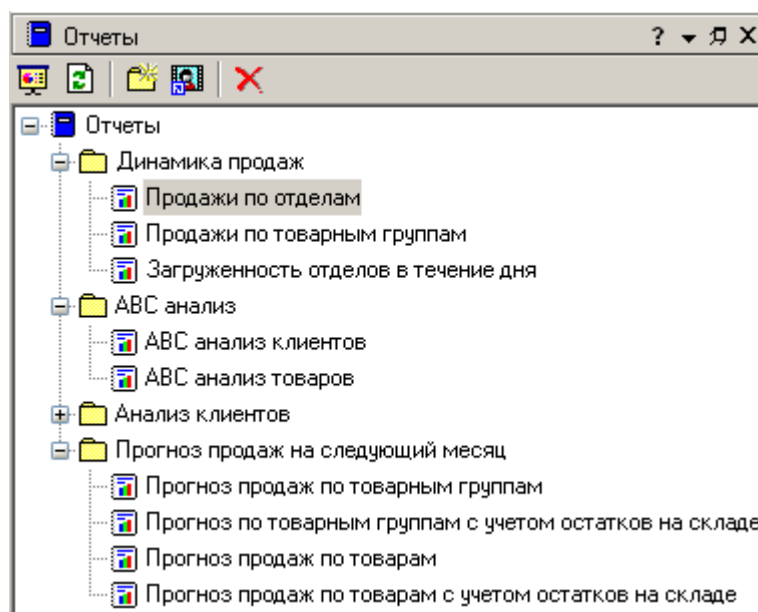 Отчеты
Отчеты
Динамика продаж
Продажи по отделам
Продажи по товарным группам
Загруженность отделов в течение дня
ABC анализ
ABC анализ клиентов
ABC анализ товаров
Анализ клиентов
Прогноз продаж на следующий месяц
Прогноз продаж по товарным группам
Прогноз по товарным группам с учетом остатков на складе
Прогноз продаж по товарам
Прогноз продаж по товарам с учетом остатков на складе